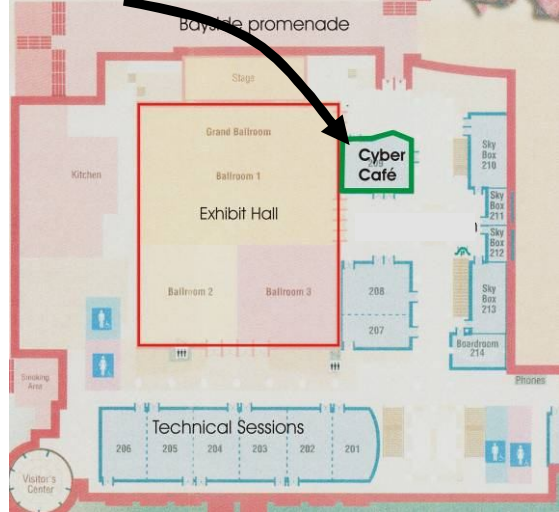 Bayside promenade
Stage
Grand Ballroom
Kitchen
Ballroom 1
Exhibit Hall
Cyber
Café
209
Sky
Box
210
Sky
Box
211
Sky
Box
212
Ballroom 2
Ballroom 3
208
207
Sky
Box
213
Boardroom
214
Smoking
Area
Phones
Technical Sessions
206
205
204
203
202
201
Visitor's
Center